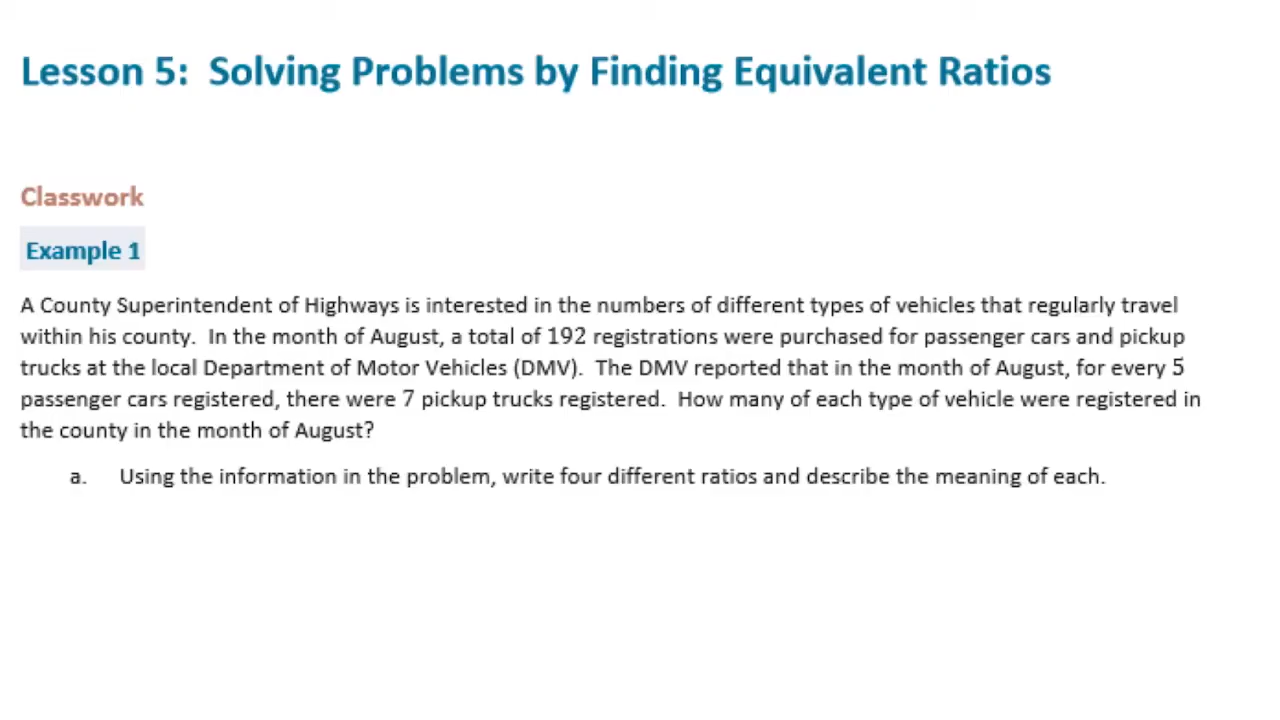 Lesson 5:  Solving Problems by Finding Equivalent Ratios
Classwork
Example 1
A County Superintendent of Highways is interested in the numbers of different types of vehicles that regularly travel
within his county.  In the month of August, a total of 192 registrations were purchased for passenger cars and pickup
trucks at the local Department of Motor Vehicles (DMV).  The DMV reported that in the month of August, for every 5
passenger cars registered, there were 7 pickup trucks registered.  How many of each type of vehicle were registered in
the county in the month of August?
a.    Using the information in the problem, write four different ratios and describe the meaning of each.